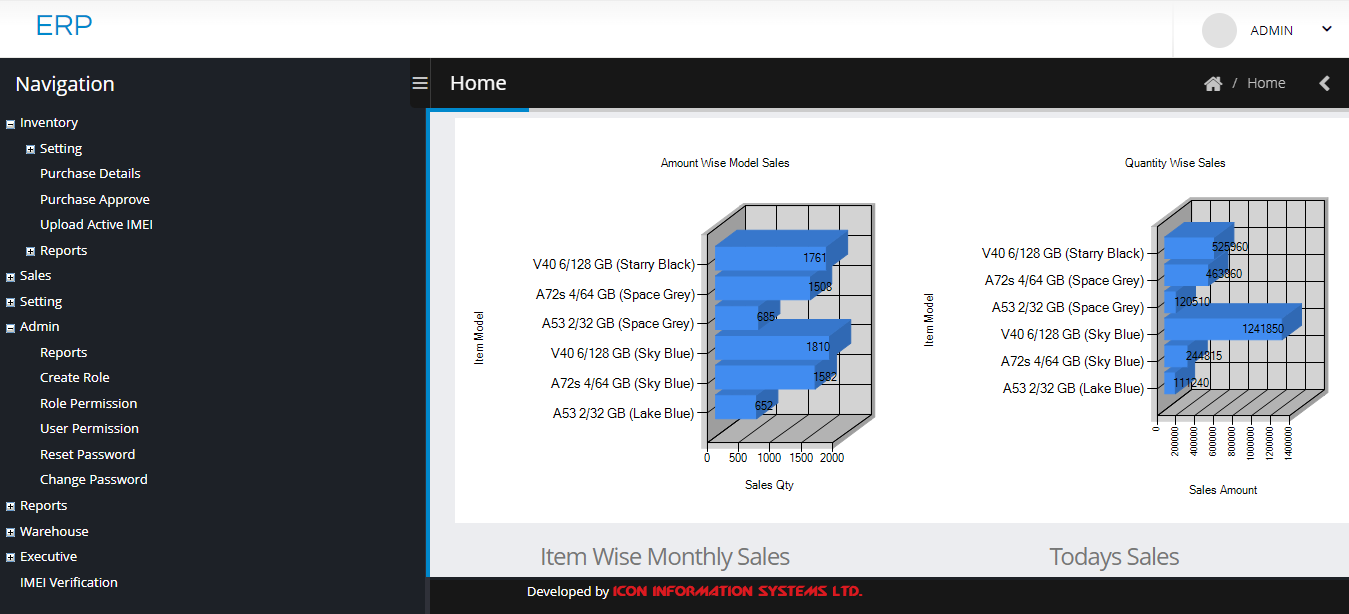 ERP
ADMIN
Navigation
Home
/ Home
Inventory
Setting
Purchase Details
Purchase Approve
Upload Active IMEI
Reports
Sales
Setting
Admin
Reports
Create Role
Role Permission
User Permission
Reset Password
Change Password
Reports
Warehouse
Executive
IMEI Verification
Amount Wise Model Sales
Item Model
V40 6/128 GB (Starry Black)
1761
A72s 4/64 GB (Space Grey)
1508
A53 2/32 GB (Space Grey)
685
V40 6/128 GB (Sky Blue)
1810
A72s 4/64 GB (Sky Blue)
1582
A53 2/32 GB (Lake Blue)
652
0 500 1000 1500 2000
Sales Qty
Quantity Wise Sales
Item Model
V40 6/128 GB (Starry Black)
525960
A72s 4/64 GB (Space Grey)
463860
A53 2/32 GB (Space Grey)
120510
V40 6/128 GB (Sky Blue)
1241850
A72s 4/64 GB (Sky Blue)
244815
A53 2/32 GB (Lake Blue)
111240
0 200000 400000 600000 800000 1000000 1200000 1400000
Sales Amount
Item Wise Monthly Sales
Todays Sales
Developed by ICON INFORMATION SYSTEMS LTD.